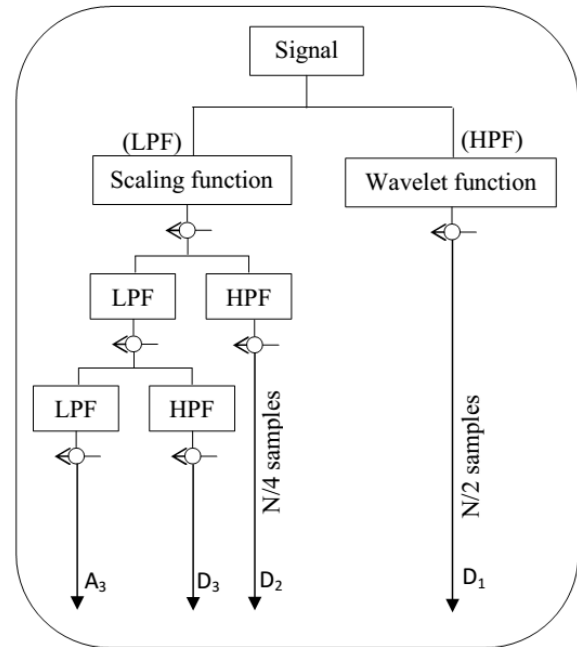 Signal
(LPF)
(HPF)
Scaling function
Wavelet function
LPF
HPF
LPF
HPF
N/4 samples
N/2 samples
A₃
D₃
D₂
D₁